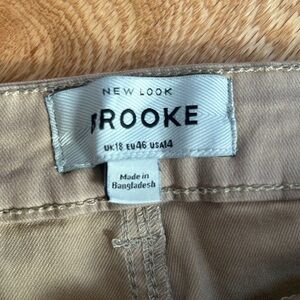 NEW LOOK
BROOKE
UK18 EU46 USA14
Made in
Bangladesh